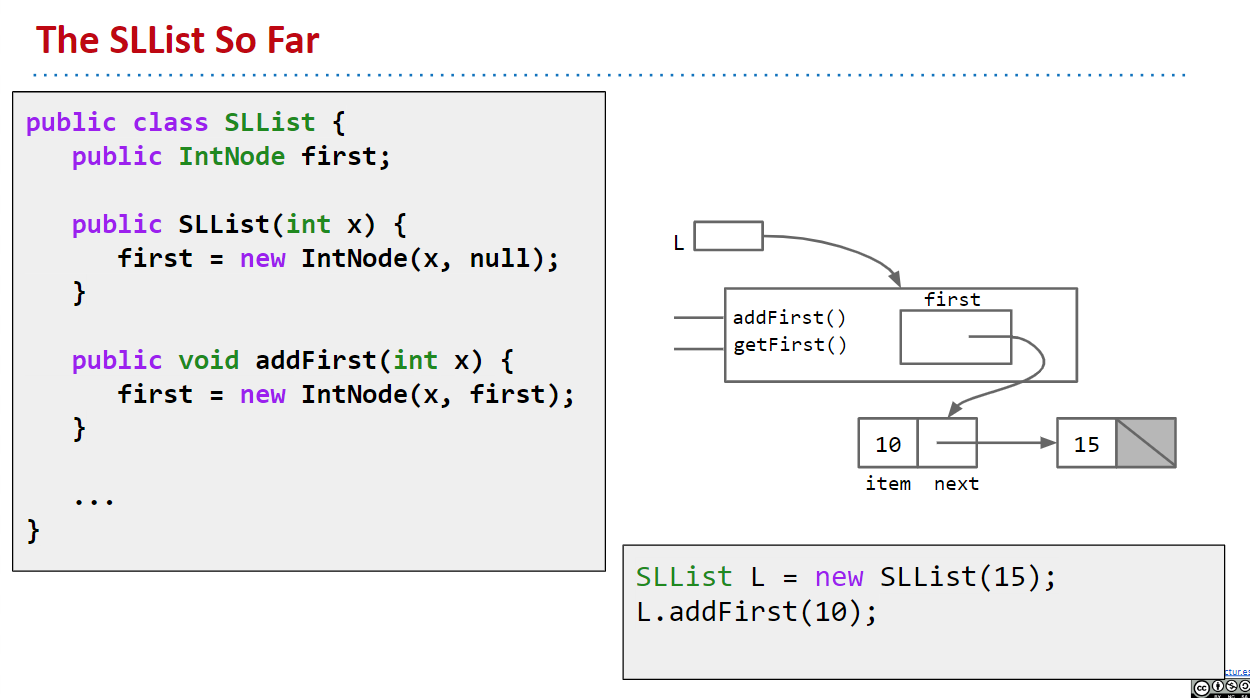 The SLList So Far
public class SLList {
public IntNode first;
public SLList(int x) {
first = new IntNode(x, null);
}
public void addFirst(int x) {
first = new IntNode(x, first);
}
...
}
L
first
addFirst()
getFirst()
10
15
item next
SLList L = new SLList(15);
L.addFirst(10);